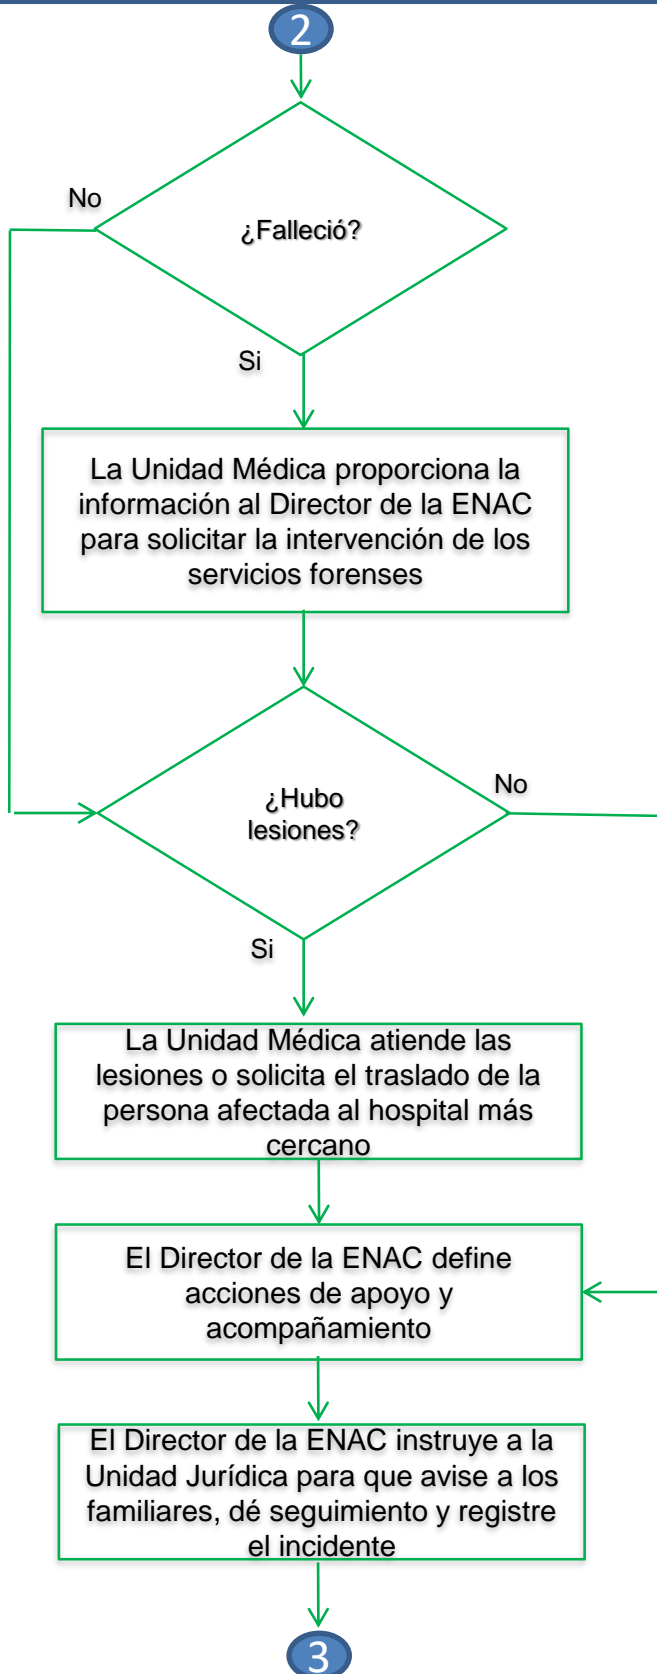 2
No
¿Falleció?
Si
La Unidad Médica proporciona la
información al Director de la ENAC
para solicitar la intervención de los
servicios forenses
¿Hubo
lesiones?
No
Si
La Unidad Médica atiende las
lesiones o solicita el traslado de la
persona afectada al hospital más
cercano
El Director de la ENAC define
acciones de apoyo y
acompañamiento
El Director de la ENAC instruye a la
Unidad Jurídica para que avise a los
familiares, dé seguimiento y registre
el incidente
3